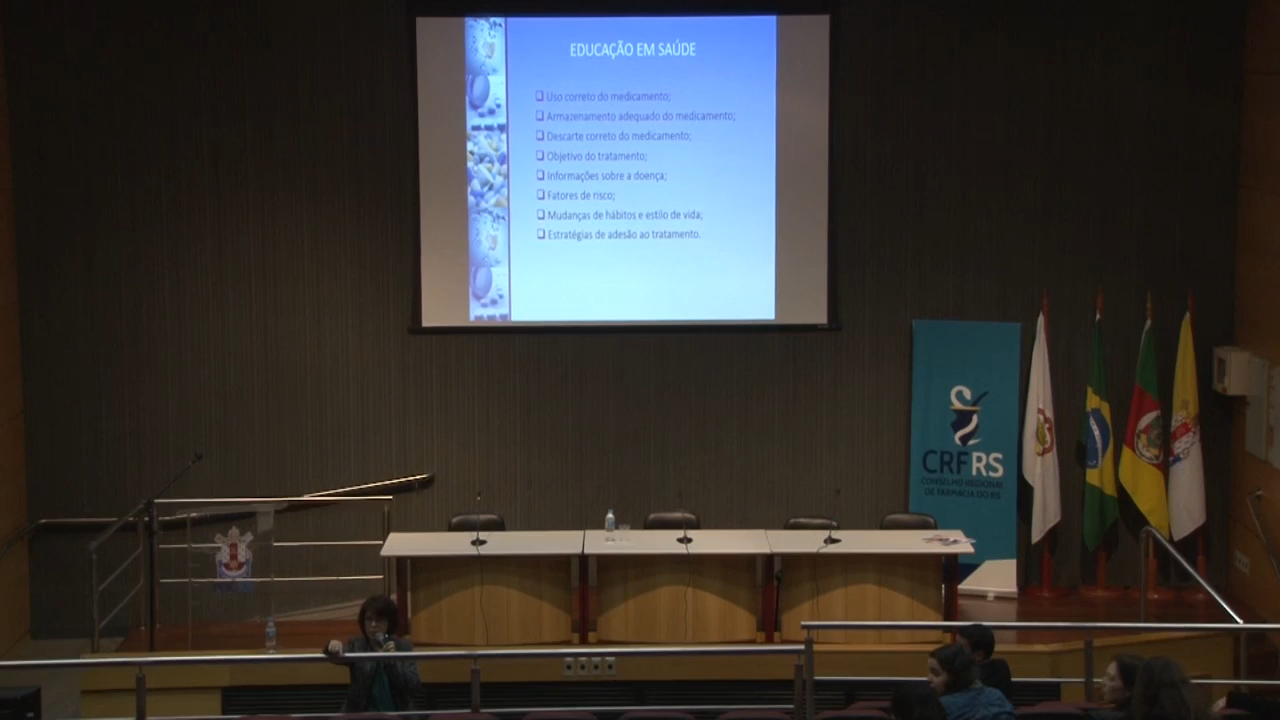 EDUCAÇÃO EM SAÚDE
Uso correto do medicamento;
Armazenamento adequado do medicamento;
Descarte correto do medicamento;
Objetivo do tratamento;
Informações sobre a doença;
Fatores de risco;
Mudanças de hábitos e estilo de vida;
Estratégias de adesão ao tratamento.
CRFRS
CONSELHO REGIONAL
DE FARMÁCIA DO RS